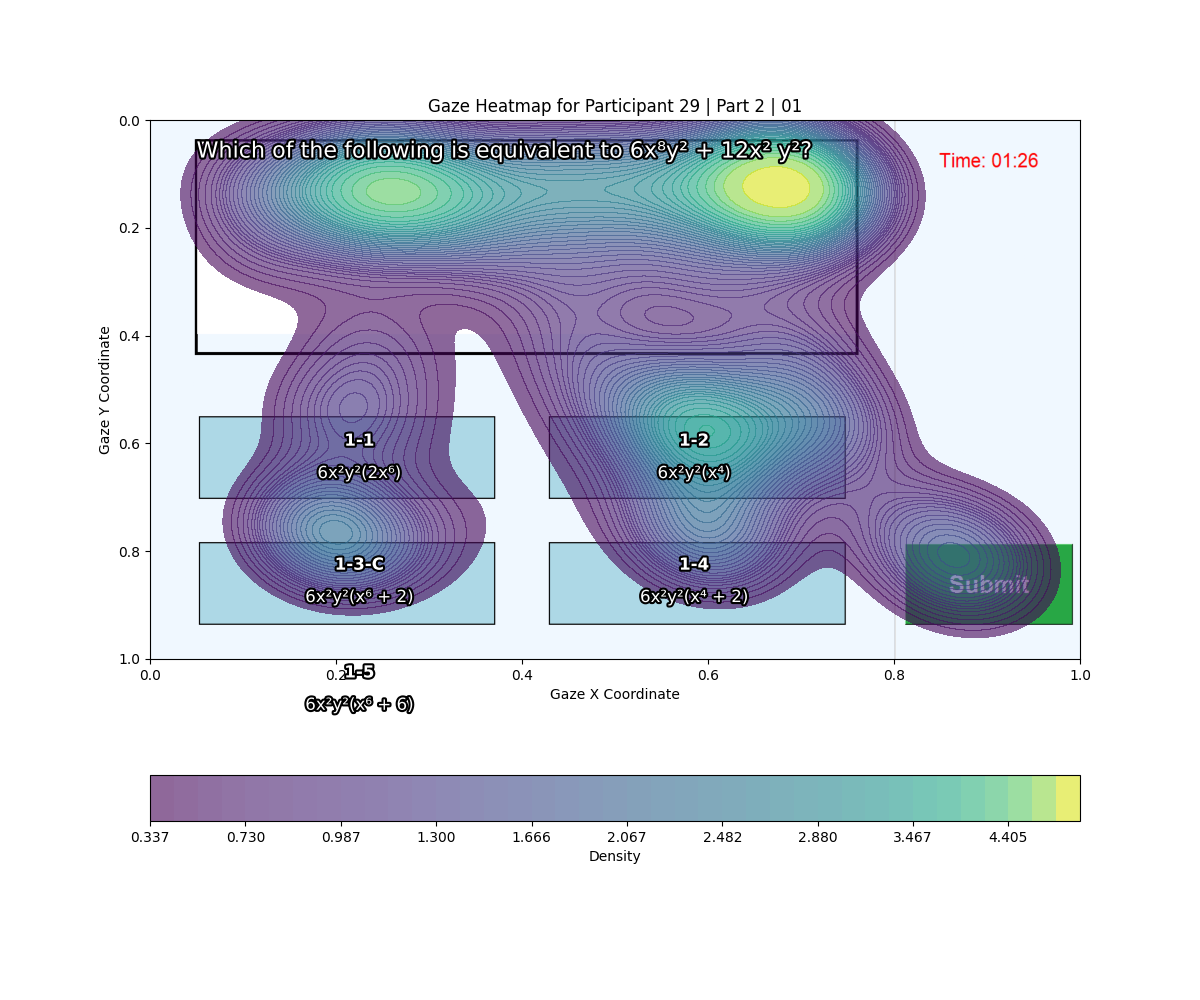 Gaze Heatmap for Participant 29 | Part 2 | 01
Which of the following is equivalent to 6x⁸y² + 12x² y²?
Time: 01:26
0.0
0.2
0.4
0.6
0.8
1.0
Gaze Y Coordinate
1-1
6x²y²(2x⁶)
1-2
6x²y²(x⁴)
1-3-C
6x²y²(x⁶ + 2)
1-4
6x²y²(x⁴ + 2)
Submit
1-5
6x²y²(x⁶ + 6)
0.0 0.2 0.4 0.6 0.8 1.0
Gaze X Coordinate
0.337 0.730 0.987 1.300 1.666 2.067 2.482 2.880 3.467 4.405
Density